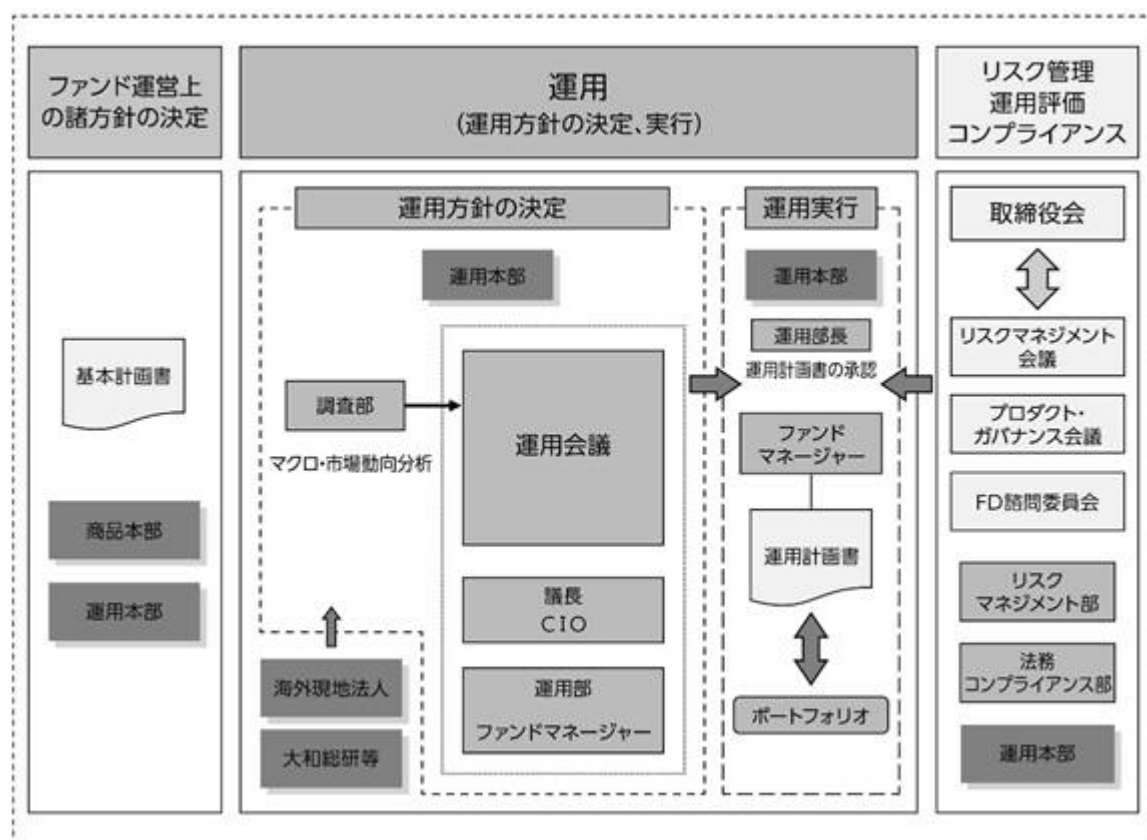 ファンド運営上
の諸方針の決定
基本計画書
商品本部
運用本部
運用
(運用方針の決定、実行)
運用方針の決定
運用本部
調査部
マクロ・市場動向分析
運用会議
議長
CIO
運用部
ファンドマネージャー
海外現地法人
大和総研等
運用実行
運用本部
運用部長
運用計画書の承認
ファンド
マネージャー
運用計画書
ポートフォリオ
リスク管理
運用評価
コンプライアンス
取締役会
リスクマネジメント
会議
プロダクト・
ガバナンス会議
FD諮問委員会
リスク
マネジメント部
法務
コンプライアンス部
運用本部